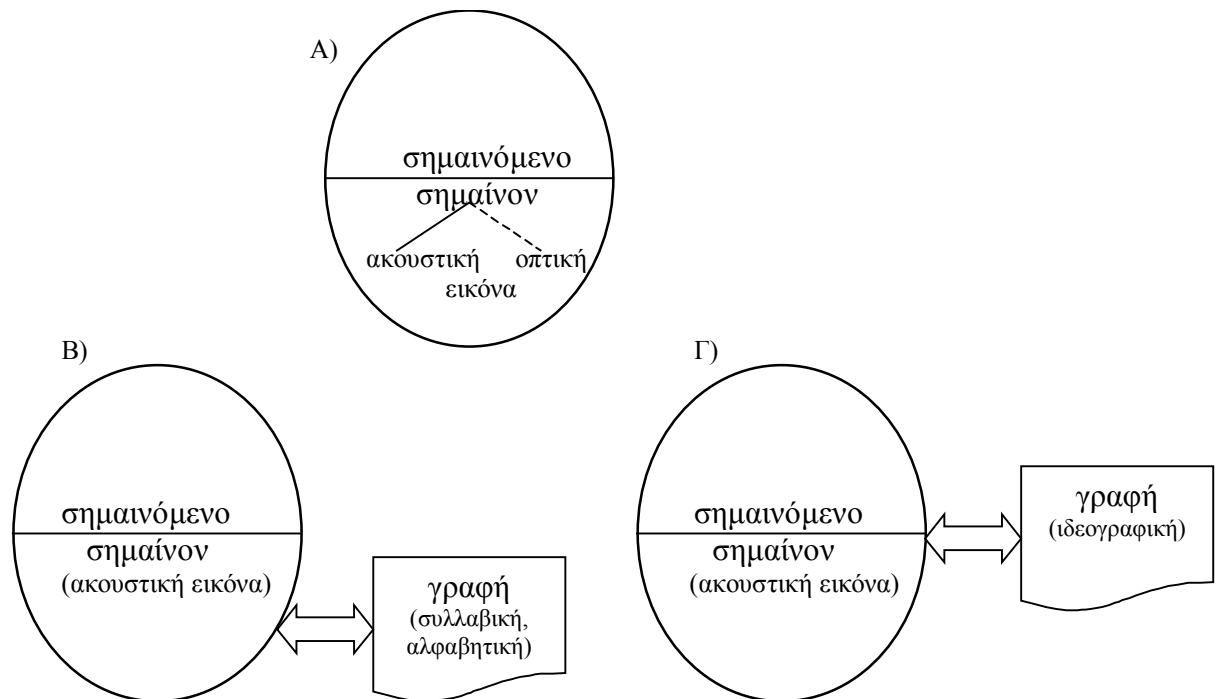 Α)
σημαινόμενο
σημαίνον
ακουστική οπτική
εικόνα
Β)
σημαινόμενο
σημαίνον
(ακουστική εικόνα)
γραφή
(συλλαβική,
αλφαβητική)
Γ)
σημαινόμενο
σημαίνον
(ακουστική εικόνα)
γραφή
(ιδεογραφική)